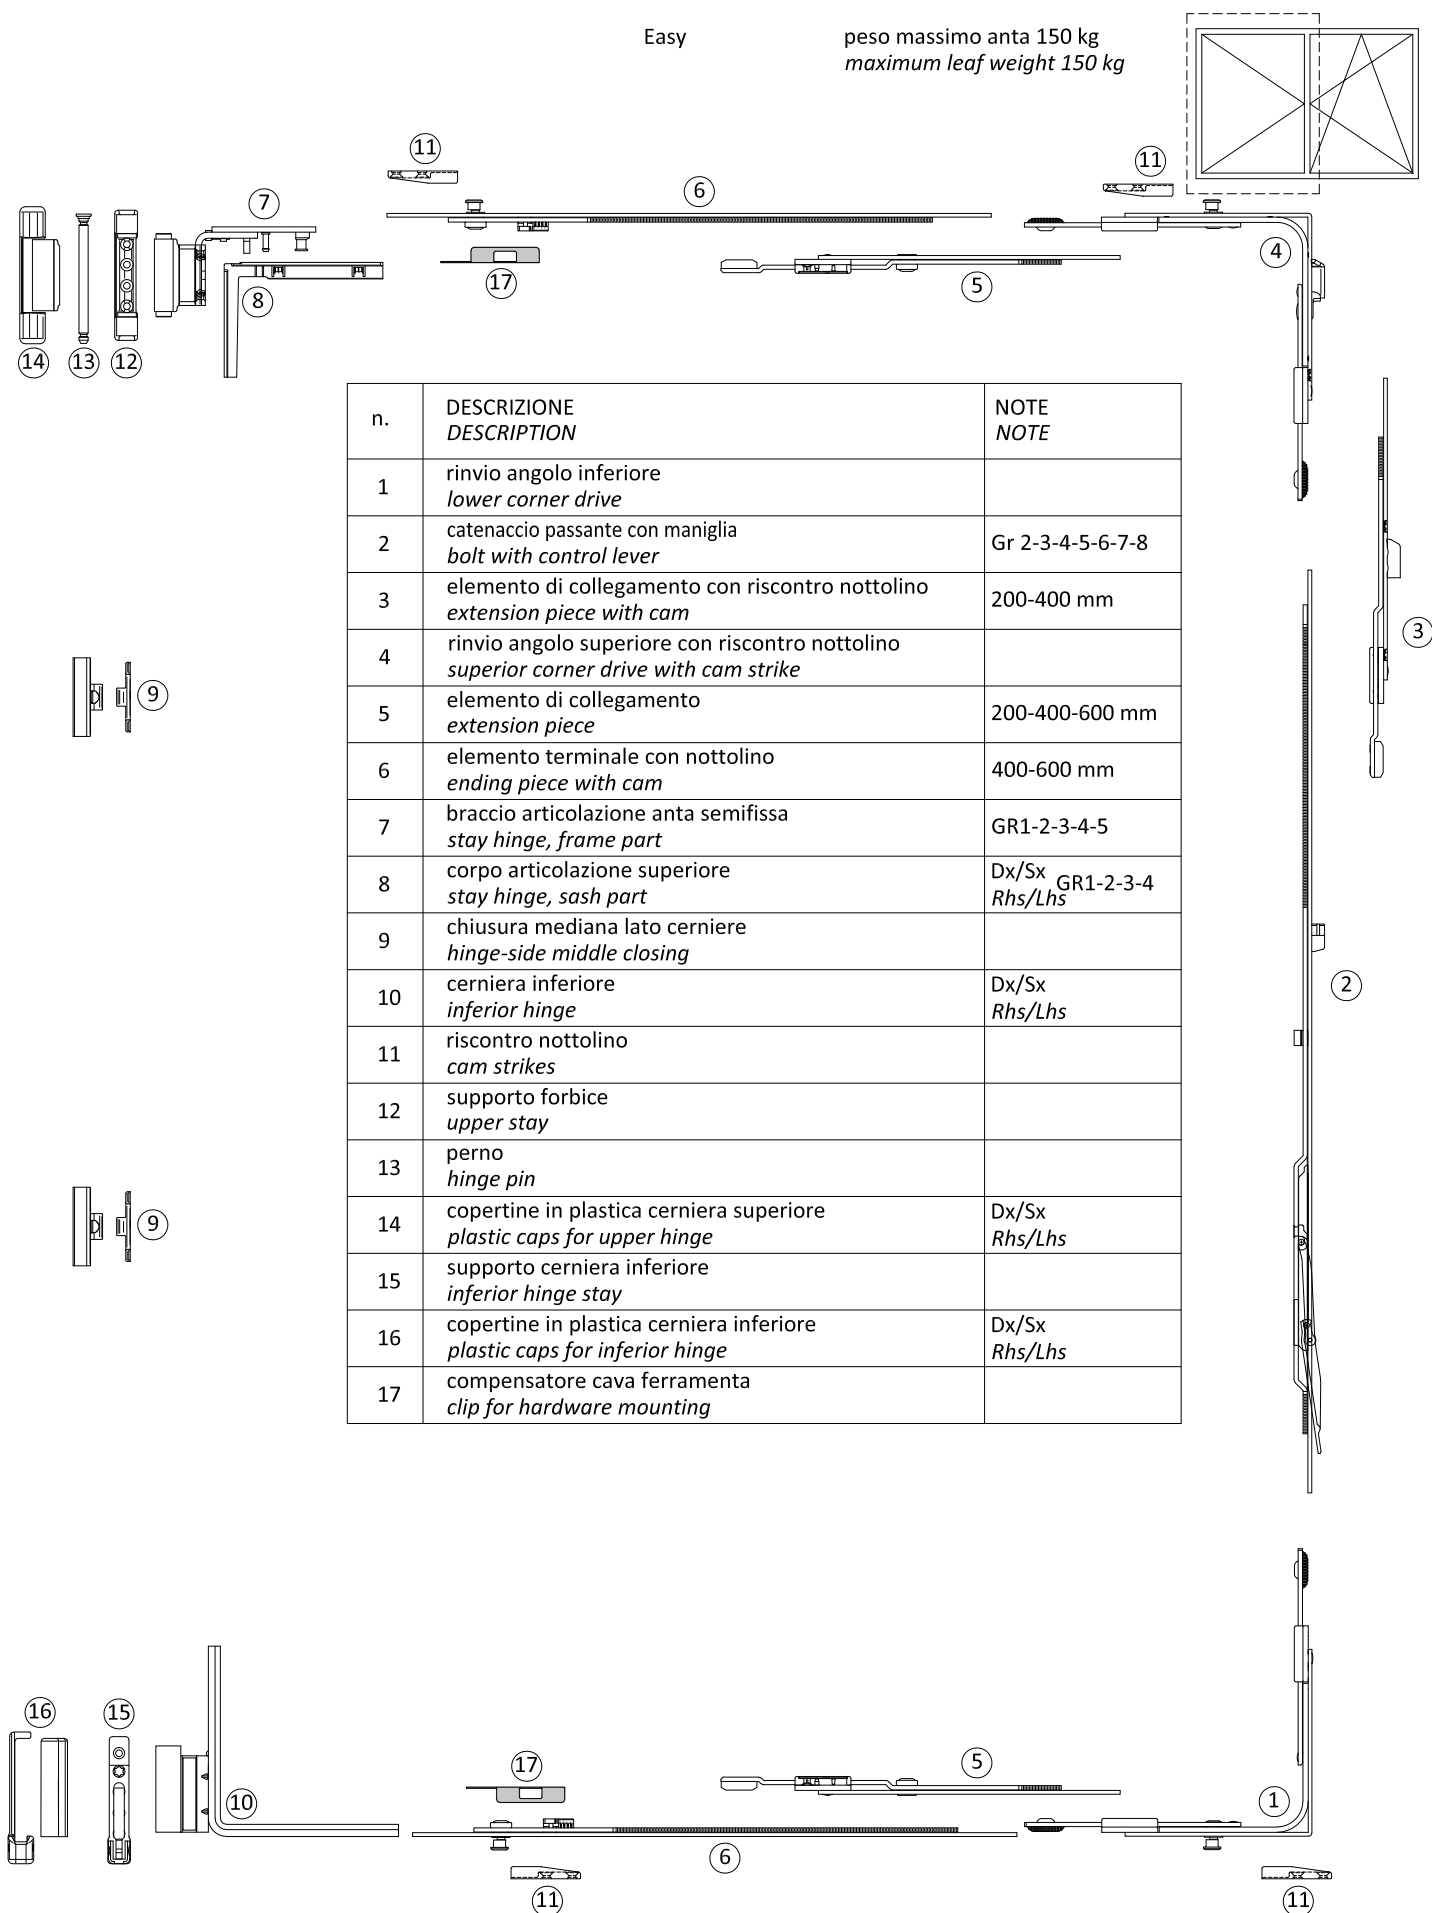 Easy
peso massimo anta 150 kg
maximum leaf weight 150 kg
11
11
6
7
4
17
5
8
14
13
12
n.
DESCRIZIONE
DESCRIPTION
NOTE
NOTE
1
rinvio angolo inferiore
lower corner drive
2
catenaccio passante con maniglia
bolt with control lever
Gr 2-3-4-5-6-7-8
3
elemento di collegamento con riscontro nottolino
extension piece with cam
200-400 mm
4
rinvio angolo superiore con riscontro nottolino
superior corner drive with cam strike
5
elemento di collegamento
extension piece
200-400-600 mm
6
elemento terminale con nottolino
ending piece with cam
400-600 mm
7
braccio articolazione anta semifissa
stay hinge, frame part
GR1-2-3-4-5
8
corpo articolazione superiore
stay hinge, sash part
Dx/Sx
Rhs/Lhs
GR1-2-3-4
9
chiusura mediana lato cerniere
hinge-side middle closing
10
cerniera inferiore
inferior hinge
Dx/Sx
Rhs/Lhs
11
riscontro nottolino
cam strikes
12
supporto forbice
upper stay
13
perno
hinge pin
14
copertine in plastica cerniera superiore
plastic caps for upper hinge
Dx/Sx
Rhs/Lhs
15
supporto cerniera inferiore
inferior hinge stay
16
copertine in plastica cerniera inferiore
plastic caps for inferior hinge
Dx/Sx
Rhs/Lhs
17
compensatore cava ferramenta
clip for hardware mounting
3
9
2
9
16
15
17
5
10
1
6
11
11